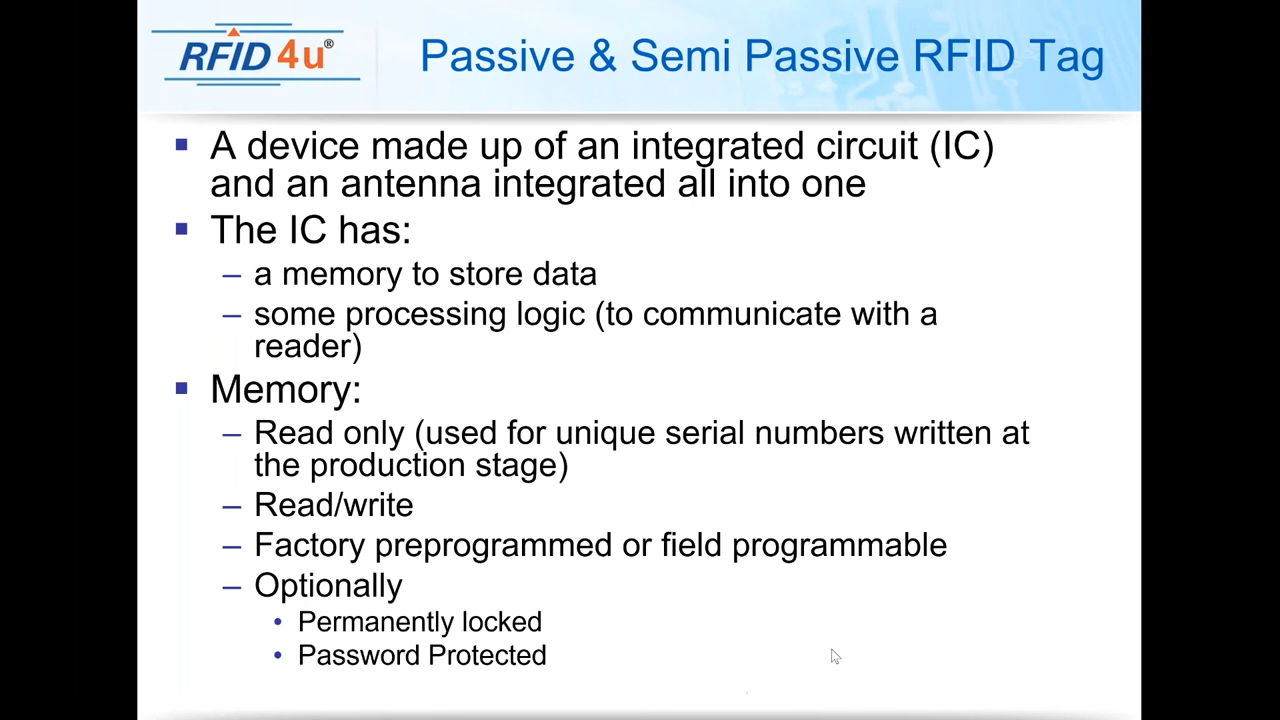 RFID 4u®
Passive & Semi Passive RFID Tag
▪ A device made up of an integrated circuit (IC)
and an antenna integrated all into one
▪ The IC has:
– a memory to store data
– some processing logic (to communicate with a
reader)
▪ Memory:
– Read only (used for unique serial numbers written at
the production stage)
– Read/write
– Factory preprogrammed or field programmable
– Optionally
• Permanently locked
• Password Protected